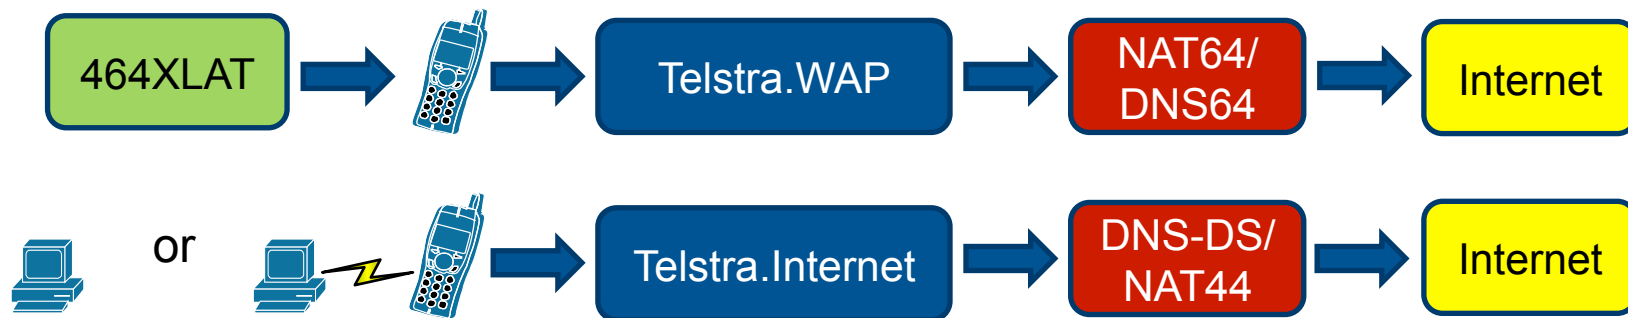 464XLAT
Telstra.WAP
NAT64/
DNS64
Internet
or
Telstra.Internet
DNS-DS/
NAT44
Internet